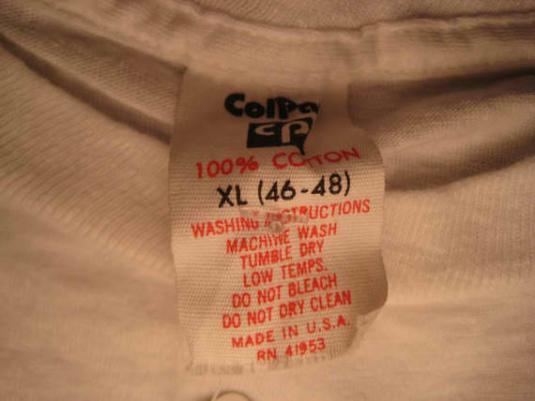 ColPa
CP
100% COTTON
XL (46-48)
WASHING INSTRUCTIONS
MACHINE WASH
TUMBLE DRY
LOW TEMPS.
DO NOT BLEACH
DO NOT DRY CLEAN
MADE IN U.S.A.
RN 41953